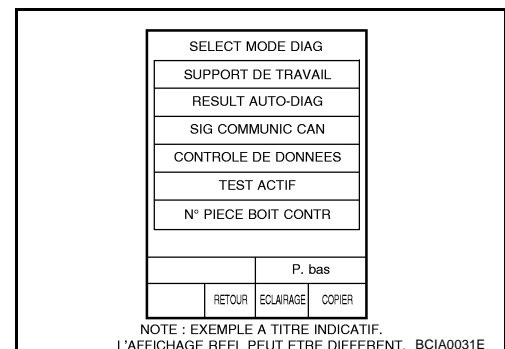 SELECT MODE DIAG
SUPPORT DE TRAVAIL
RESULT AUTO-DIAG
SIG COMMUNIC CAN
CONTROLE DE DONNEES
TEST ACTIF
N° PIECE BOIT CONTR
P. bas
RETOUR ECLAIRAGE COPIER
NOTE : EXEMPLE A TITRE INDICATIF.
L'AFFICHAGE REEL PEUT ETRE DIFFERENT. BCIA0031E